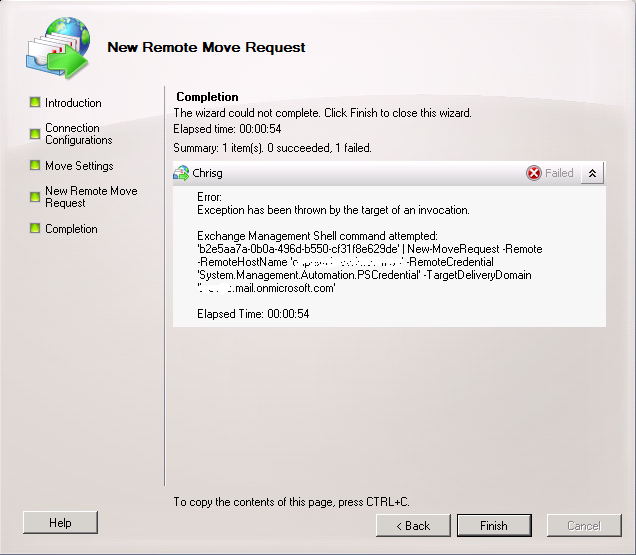 New Remote Move Request
Introduction
Connection
Configurations
Move Settings
New Remote Move
Request
Completion
Completion
The wizard could not complete. Click Finish to close this wizard.
Elapsed time: 00:00:54
Summary: 1 item(s). 0 succeeded, 1 failed.
Chrisg
Failed
Error:
Exception has been thrown by the target of an invocation.
Exchange Management Shell command attempted:
'b2e5aa7a-0b0a-496d-b550-cf31f8e629de' | New-MoveRequest -Remote
-RemoteHostName -RemoteCredential
'System.Management.Automation.PSCredential' -TargetDeliveryDomain
.mail.onmicrosoft.com'
Elapsed Time: 00:00:54
To copy the contents of this page, press CTRL+C.
Help
< Back
Finish
Cancel